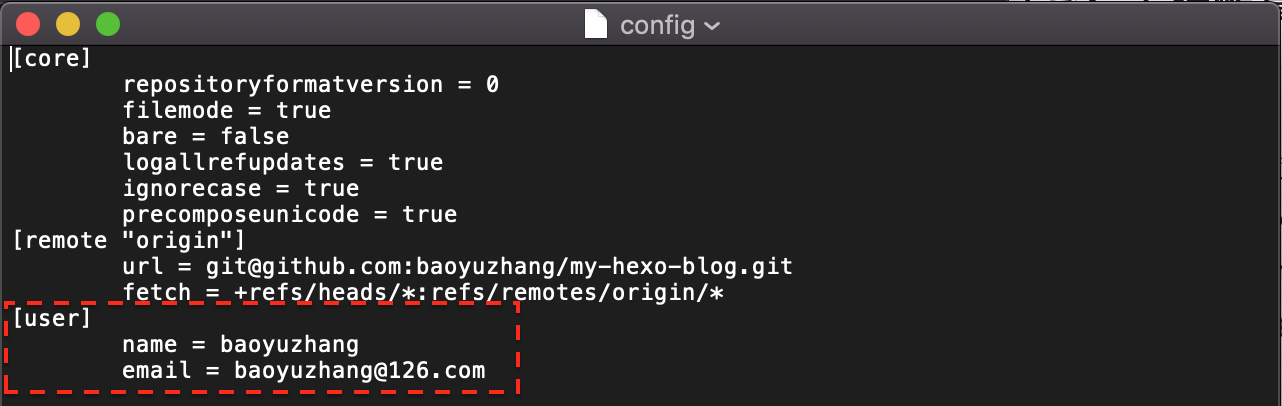 config
[core]
repositoryformatversion = 0
filemode = true
bare = false
logallrefupdates = true
ignorecase = true
precomposeunicode = true
[remote "origin"]
url = git@github.com:baoyuzhang/my-hexo-blog.git
fetch = +refs/heads/*:refs/remotes/origin/*
[user]
name = baoyuzhang
email = baoyuzhang@126.com